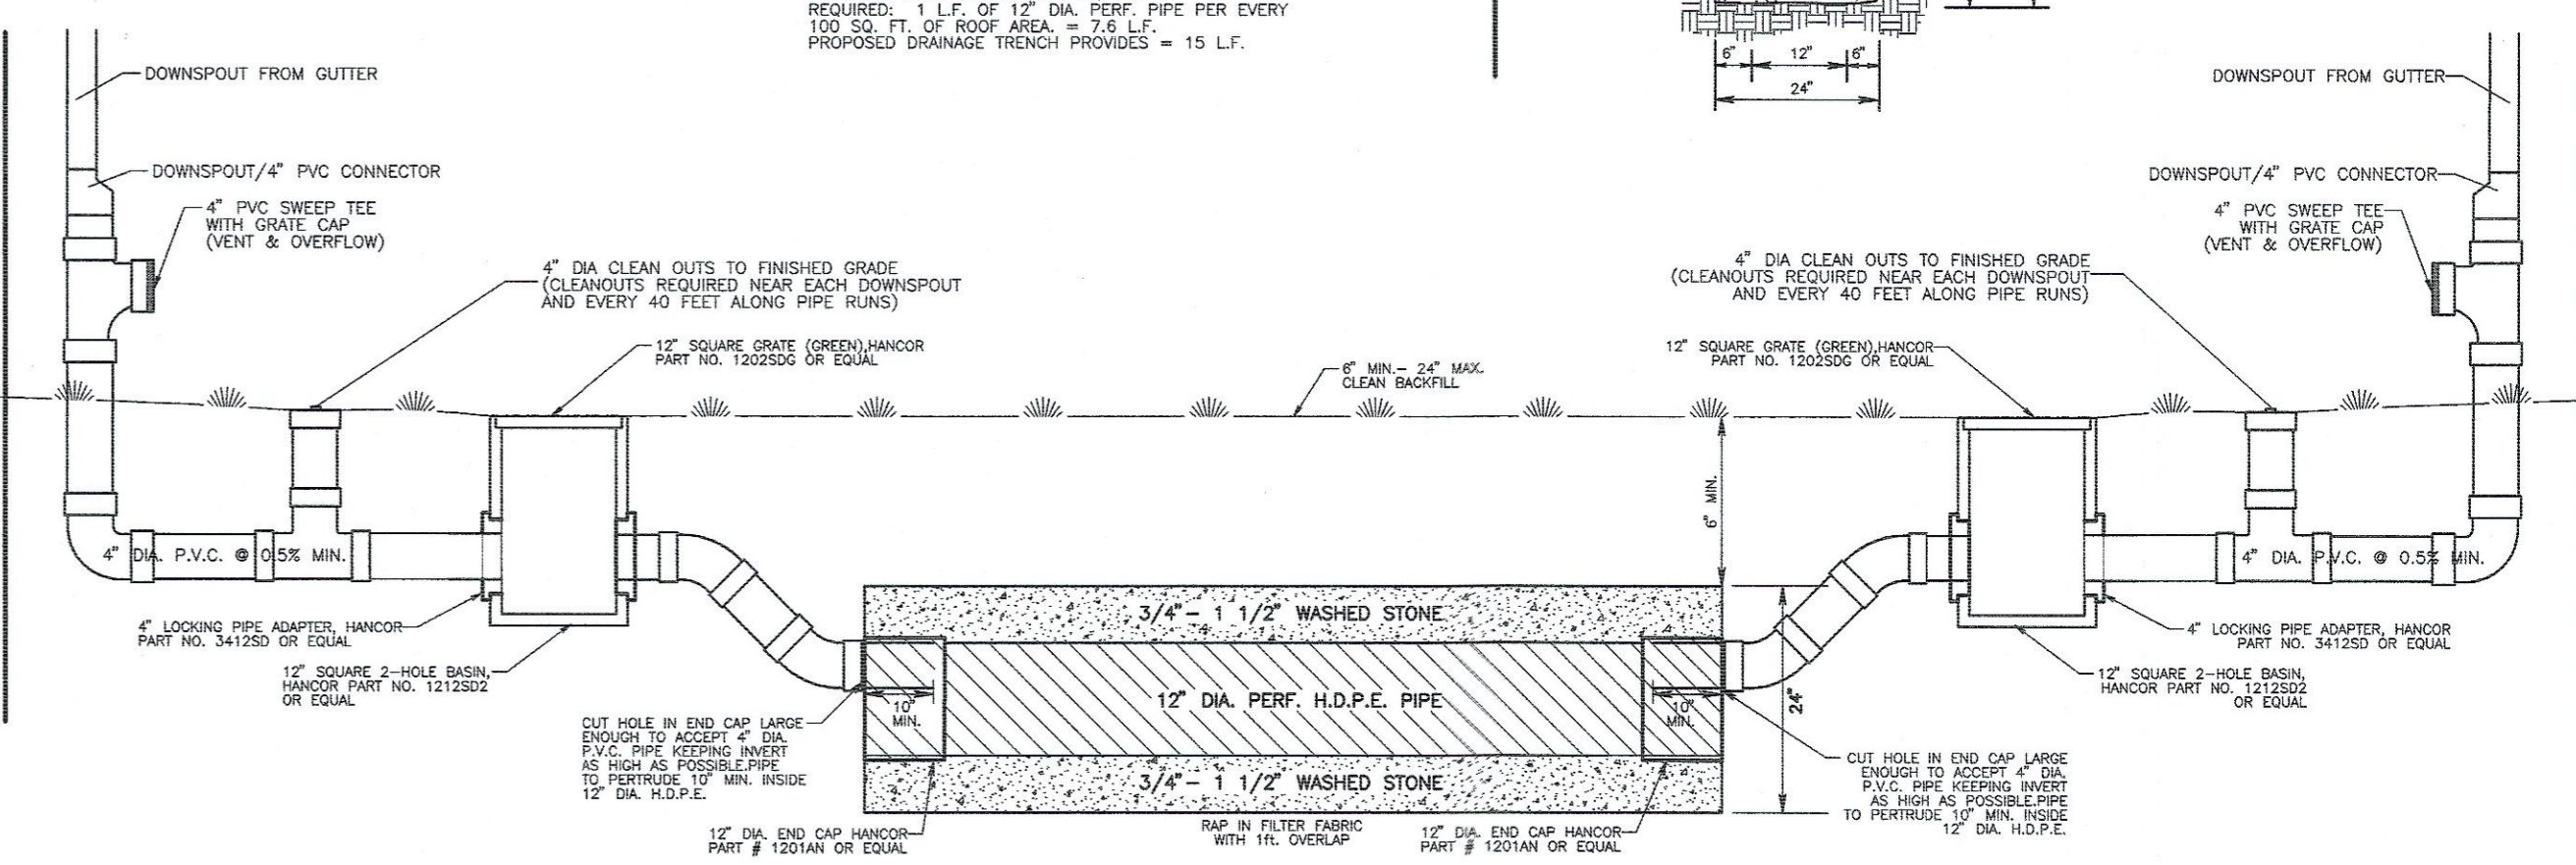 REQUIRED: 1 L.F. OF 12" DIA. PERF. PIPE PER EVERY
100 SQ. FT. OF ROOF AREA. = 7.6 L.F.
PROPOSED DRAINAGE TRENCH PROVIDES = 15 L.F.
6"
12"
6"
24"
DOWNSPOUT FROM GUTTER
DOWNSPOUT/4" PVC CONNECTOR
4" PVC SWEEP TEE
WITH GRATE CAP
(VENT & OVERFLOW)
4" DIA CLEAN OUTS TO FINISHED GRADE
(CLEANOUTS REQUIRED NEAR EACH DOWNSPOUT
AND EVERY 40 FEET ALONG PIPE RUNS)
12" SQUARE GRATE (GREEN),HANCOR
PART NO. 1202SDG OR EQUAL
6" MIN.- 24" MAX.
CLEAN BACKFILL
DOWNSPOUT FROM GUTTER
DOWNSPOUT/4" PVC CONNECTOR
4" PVC SWEEP TEE
WITH GRATE CAP
(VENT & OVERFLOW)
4" DIA CLEAN OUTS TO FINISHED GRADE
(CLEANOUTS REQUIRED NEAR EACH DOWNSPOUT
AND EVERY 40 FEET ALONG PIPE RUNS)
12" SQUARE GRATE (GREEN),HANCOR
PART NO. 1202SDG OR EQUAL
6" MIN.
4" DIA. P.V.C. @ 0.5% MIN.
4" DIA. P.V.C. @ 0.5% MIN.
4" LOCKING PIPE ADAPTER, HANCOR
PART NO. 3412SD OR EQUAL
12" SQUARE 2-HOLE BASIN,
HANCOR PART NO. 1212SD2
OR EQUAL
3/4"- 1 1/2" WASHED STONE
10"
MIN.
12" DIA. PERF. H.D.P.E. PIPE
10"
MIN.
24"
3/4"- 1 1/2" WASHED STONE
4" LOCKING PIPE ADAPTER, HANCOR
PART NO. 3412SD OR EQUAL
12" SQUARE 2-HOLE BASIN,
HANCOR PART NO. 1212SD2
OR EQUAL
CUT HOLE IN END CAP LARGE
ENOUGH TO ACCEPT 4" DIA.
P.V.C. PIPE KEEPING INVERT
AS HIGH AS POSSIBLE.PIPE
TO PERTRUDE 10" MIN. INSIDE
12" DIA. H.D.P.E.
12" DIA. END CAP HANCOR
PART # 1201AN OR EQUAL
RAP IN FILTER FABRIC
WITH 1ft. OVERLAP
12" DIA. END CAP HANCOR
PART # 1201AN OR EQUAL
CUT HOLE IN END CAP LARGE
ENOUGH TO ACCEPT 4" DIA.
P.V.C. PIPE KEEPING INVERT
AS HIGH AS POSSIBLE.PIPE
TO PERTRUDE 10" MIN. INSIDE
12" DIA. H.D.P.E.